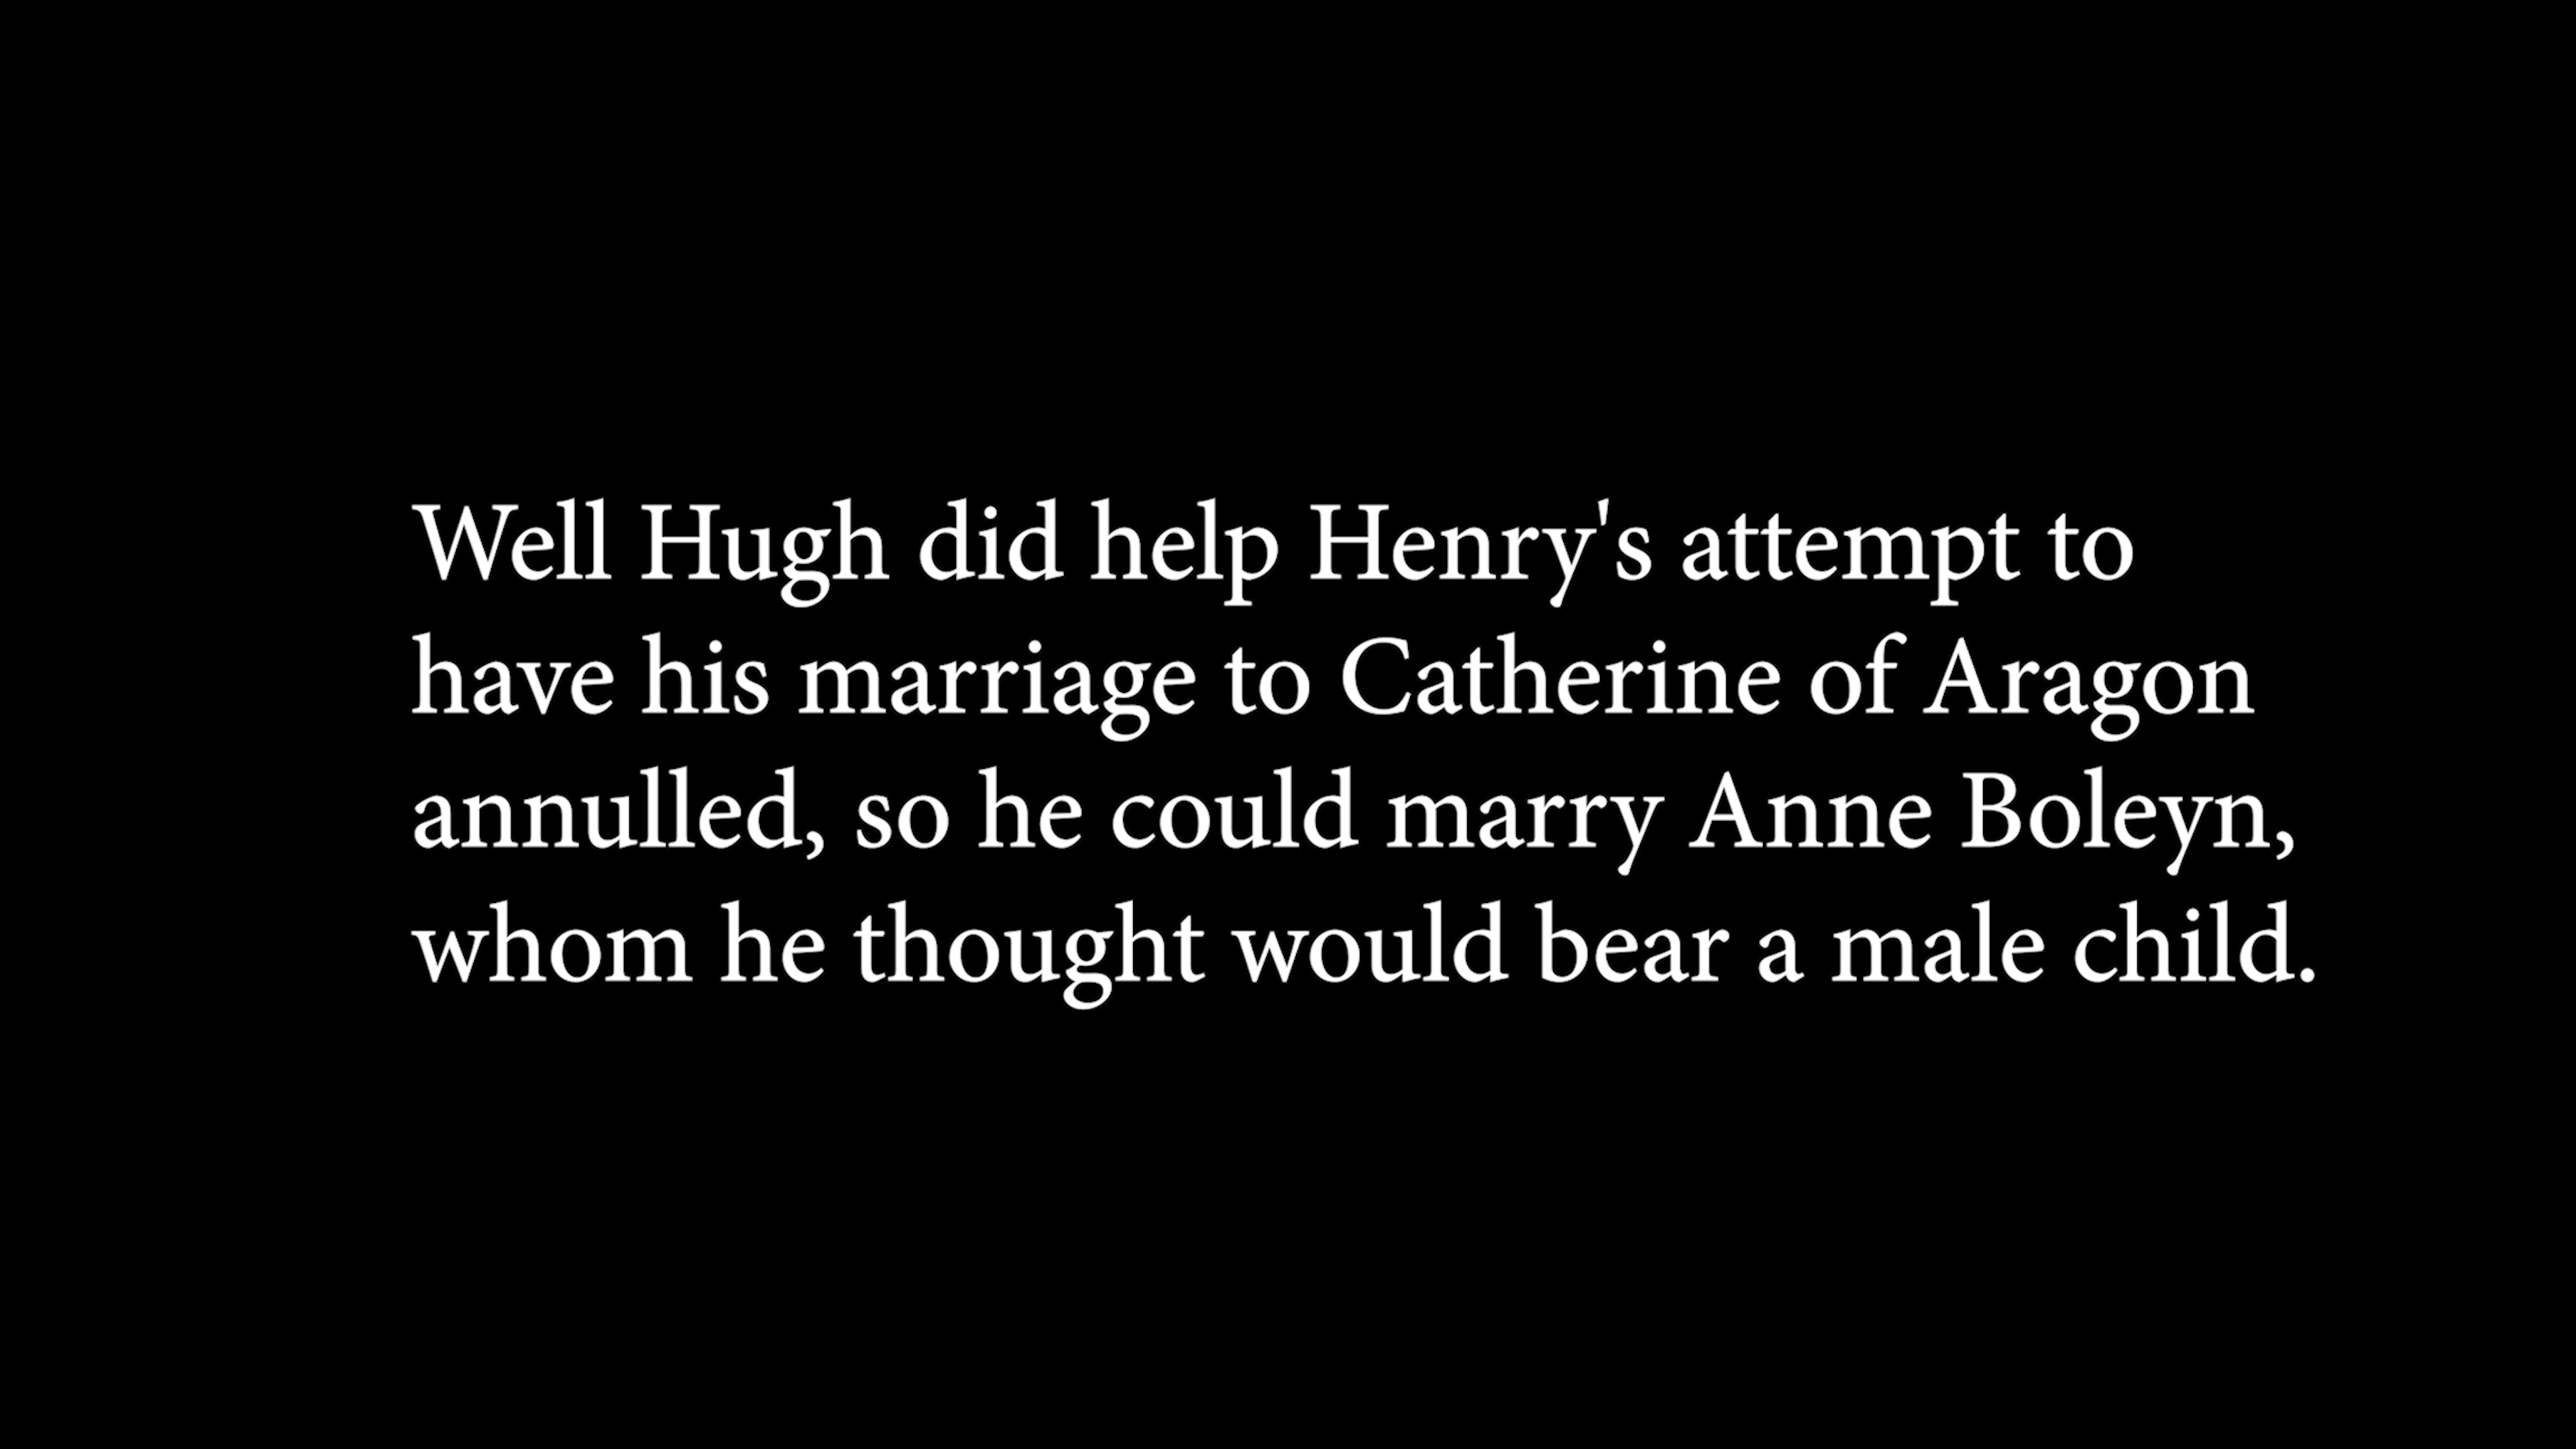 Well Hugh did help Henry's attempt to
have his marriage to Catherine of Aragon
annulled, so he could marry Anne Boleyn,
whom he thought would bear a male child.